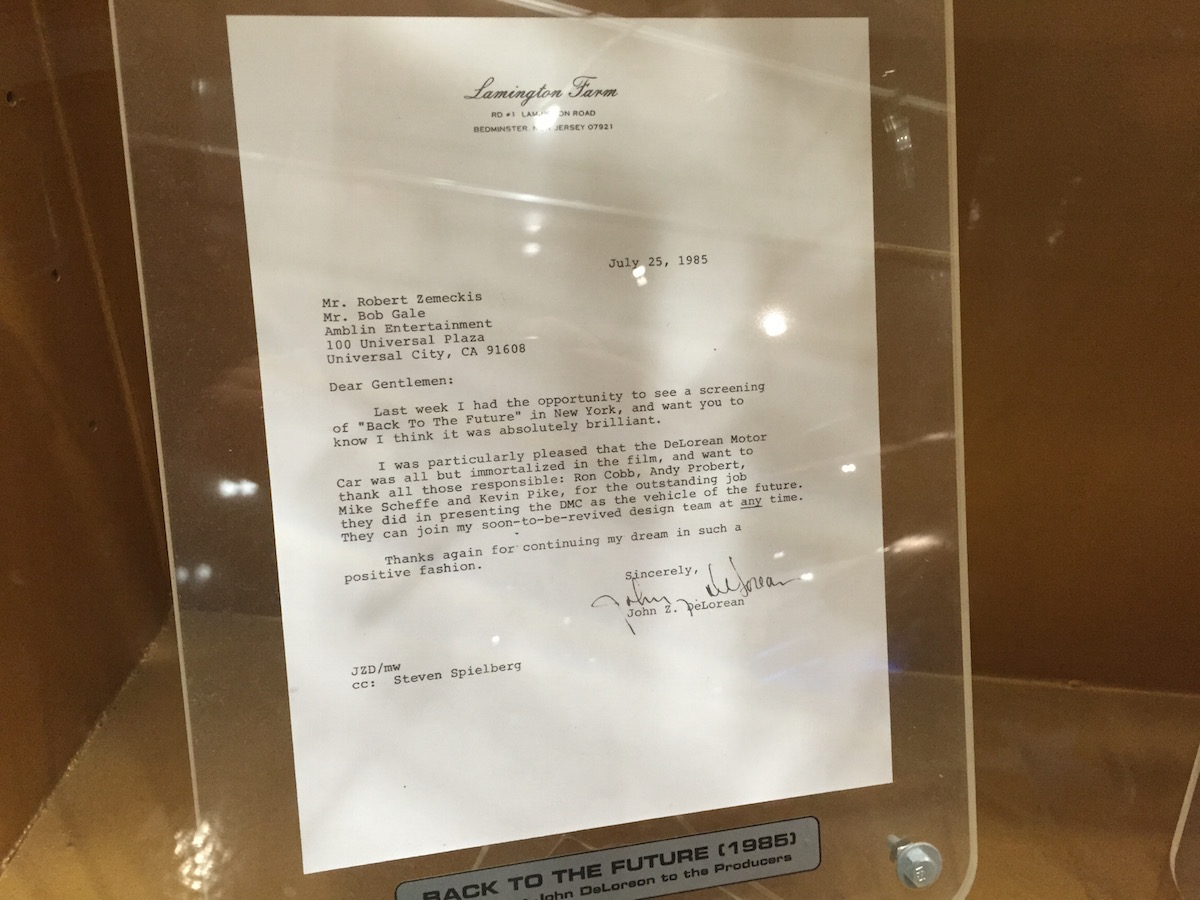 Lamington Farm
RD #1 LAMINGTON ROAD
BEDMINSTER, NEW JERSEY 07921
July 25, 1985
Mr. Robert Zemeckis
Mr. Bob Gale
Amblin Entertainment
100 Universal Plaza
Universal City, CA 91608
Dear Gentlemen:
Last week I had the opportunity to see a screening
of "Back To The Future" in New York, and want you to
know I think it was absolutely brilliant.
I was particularly pleased that the DeLorean Motor
Car was all but immortalized in the film, and want to
thank all those responsible: Ron Cobb, Andy Probert,
Mike Scheffe and Kevin Pike, for the outstanding job
they did in presenting the DMC as the vehicle of the future.
They can join my soon-to-be-revived design team at any time.
Thanks again for continuing my dream in such a
positive fashion.
Sincerely,
John Z. DeLorean
John Z. DeLorean
JZD/mw
cc: Steven Spielberg
BACK TO THE FUTURE (1985)
John DeLorean to the Producers